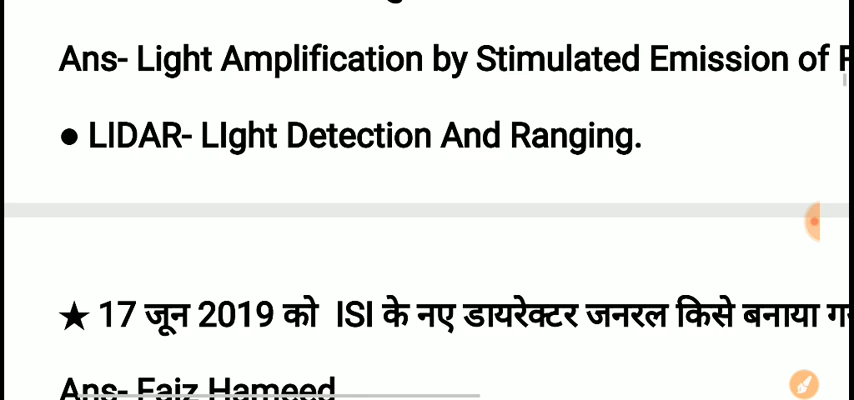 Ans- Light Amplification by Stimulated Emission of
● LIDAR- LIght Detection And Ranging.
★ 17 जून 2019 को ISI के नए डायरेक्टर जनरल किसे बनाया
Ans- Faiz Hameed